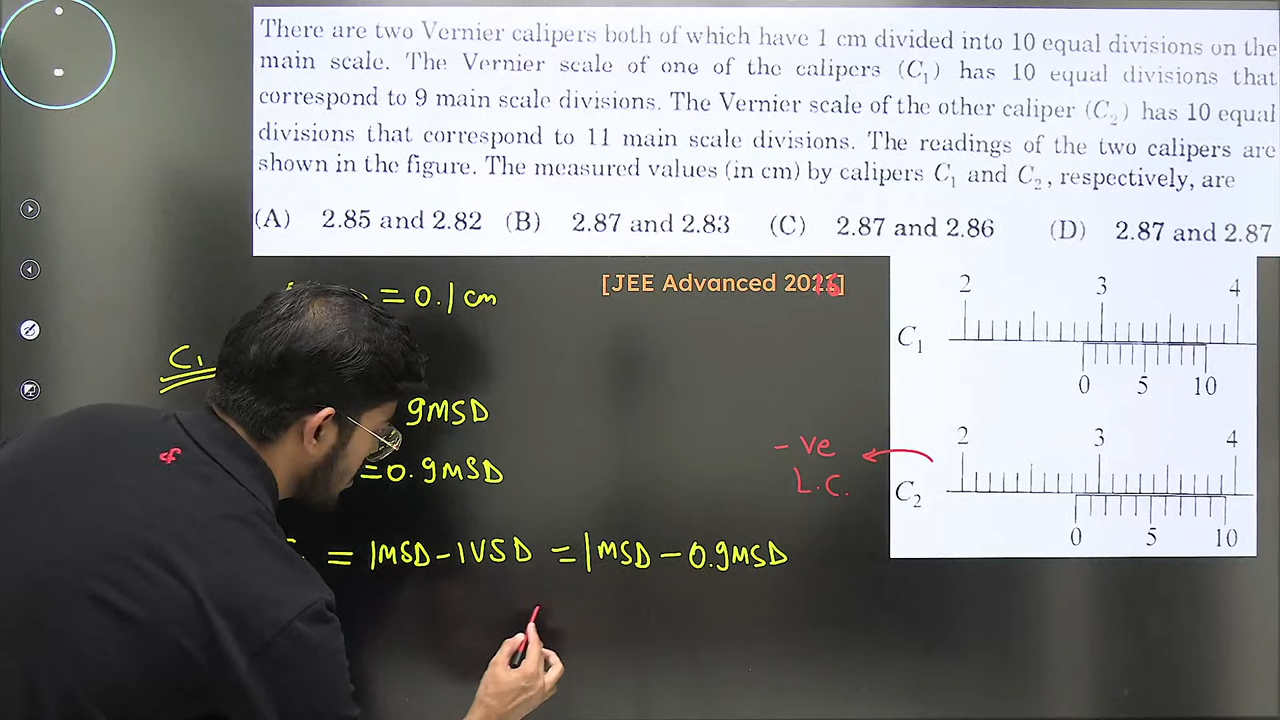 There are two Vernier calipers both of which have 1 cm divided into 10 equal divisions on the
main scale. The Vernier scale of one of the calipers (C₁) has 10 equal divisions that
correspond to 9 main scale divisions. The Vernier scale of the other caliper (C₂) has 10 equal
divisions that correspond to 11 main scale divisions. The readings of the two calipers are
shown in the figure. The measured values (in cm) by calipers C₁ and C₂, respectively, are
(A) 2.85 and 2.82 (B) 2.87 and 2.83 (C) 2.87 and 2.86 (D) 2.87 and 2.87
= 0.1 cm
[JEE Advanced 2016]
C₁
9MSD
= 0.9MSD
= 1MSD - 1VSD = 1MSD - 0.9MSD
-ve
L.C.
2 3 4
C₁
0 5 10
2 3 4
C₂
0 5 10